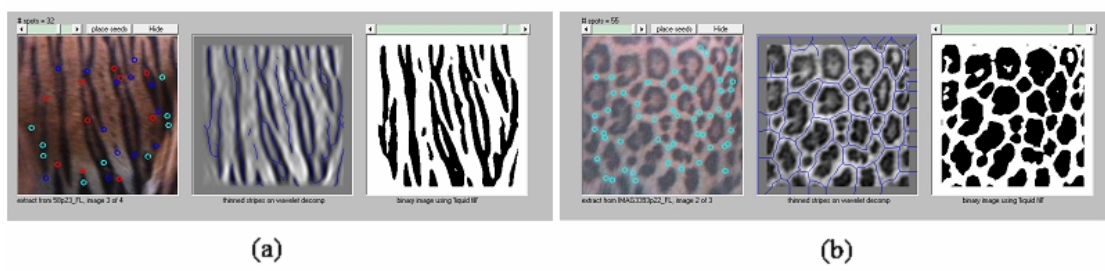 # spots = 32
place seeds
Hide
extract from 50p23_FL, image 3 of 4
thinned stripes on wavelet decomp.
binary image using 'liquid fill'
(a)
# spots = 55
place seeds
Hide
extract from IMAG3393p22_FL, image 2 of 3
thinned stripes on wavelet decomp
binary image using 'liquid fill'
(b)